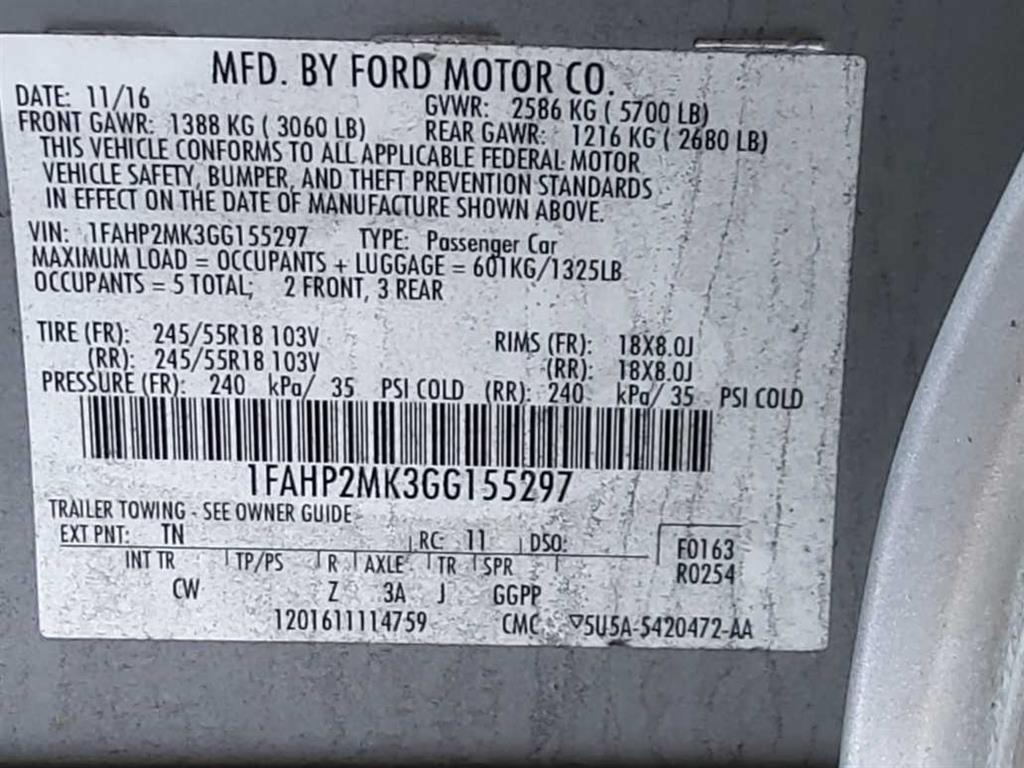 MFD. BY FORD MOTOR CO.
DATE: 11/16 GVWR: 2586 KG ( 5700 LB)
FRONT GAWR: 1388 KG ( 3060 LB) REAR GAWR: 1216 KG ( 2680 LB)
THIS VEHICLE CONFORMS TO ALL APPLICABLE FEDERAL MOTOR
VEHICLE SAFETY, BUMPER, AND THEFT PREVENTION STANDARDS
IN EFFECT ON THE DATE OF MANUFACTURE SHOWN ABOVE.
VIN: 1FAHP2MK3GG155297 TYPE: Passenger Car
MAXIMUM LOAD = OCCUPANTS + LUGGAGE = 601KG/1325LB
OCCUPANTS = 5 TOTAL; 2 FRONT, 3 REAR
TIRE (FR): 245/55R18 103V RIMS (FR): 18X8.0J
(RR): 245/55R18 103V (RR): 18X8.0J
PRESSURE (FR): 240 kPa/ 35 PSI COLD (RR): 240 kPa/ 35 PSI COLD
1FAHP2MK3GG155297
TRAILER TOWING - SEE OWNER GUIDE
EXT PNT: TN RC: 11 DSO: F0163
INT TR TP/PS R AXLE TR SPR R0254
CW Z 3A J GGPP
1201611114759 CMC ▽5U5A-5420472-AA